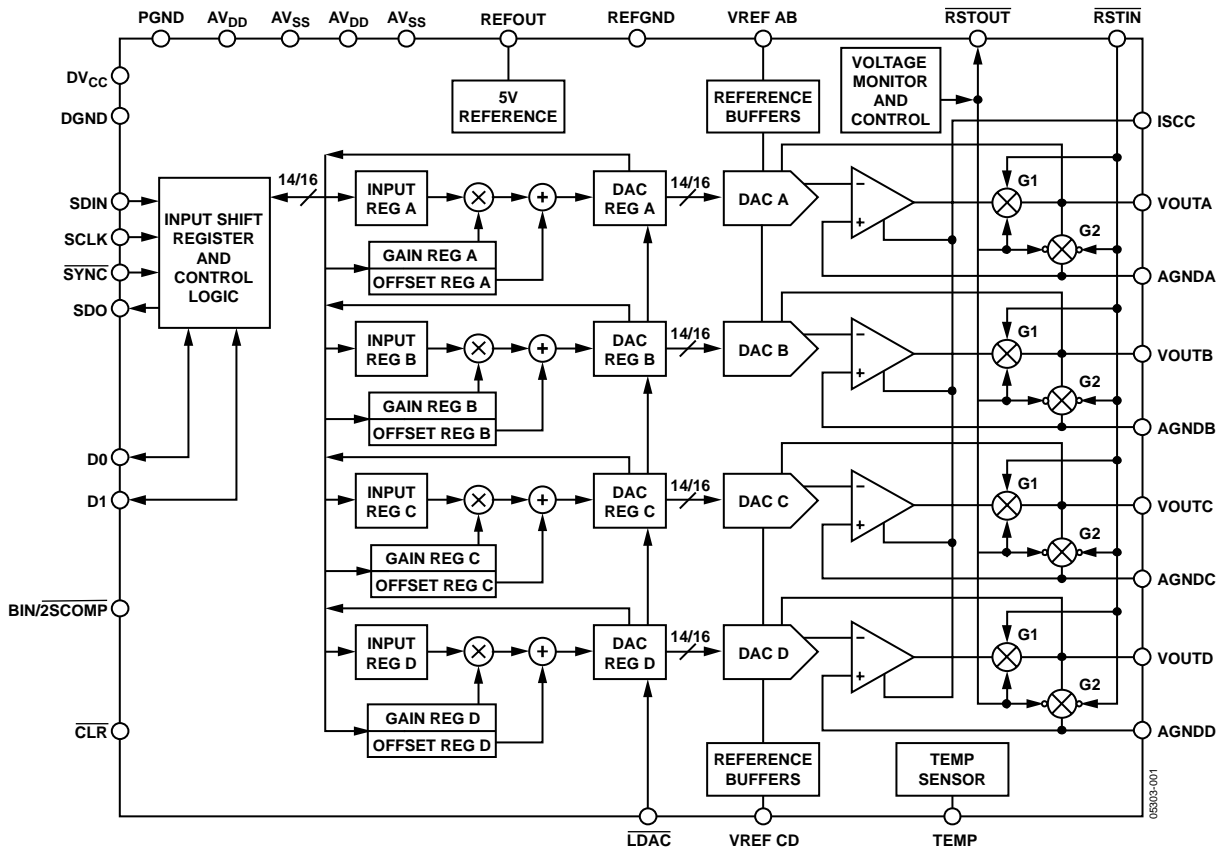 PGND AVDD AVSS AVDD AVSS REFOUT REFGND VREF AB RSTOUT RSTIN
DVCC
DGND
5V
REFERENCE
REFERENCE
BUFFERS
VOLTAGE
MONITOR
AND
CONTROL
ISCC
SDIN
SCLK
SYNC
SDO
INPUT SHIFT
REGISTER
AND
CONTROL
LOGIC
14/16
INPUT
REG A
×
+
DAC
REG A
14/16
DAC A
−
+
G1
G2
VOUTA
GAIN REG A
OFFSET REG A
AGNDA
INPUT
REG B
×
+
DAC
REG B
14/16
DAC B
−
+
G1
G2
VOUTB
GAIN REG B
OFFSET REG B
AGNDB
D0
D1
INPUT
REG C
×
+
DAC
REG C
14/16
DAC C
−
+
G1
G2
VOUTC
GAIN REG C
OFFSET REG C
AGNDC
BIN/2SCOMP
INPUT
REG D
×
+
DAC
REG D
14/16
DAC D
−
+
G1
G2
VOUTD
GAIN REG D
OFFSET REG D
AGNDD
CLR
REFERENCE
BUFFERS
TEMP
SENSOR
05303-001
LDAC VREF CD TEMP